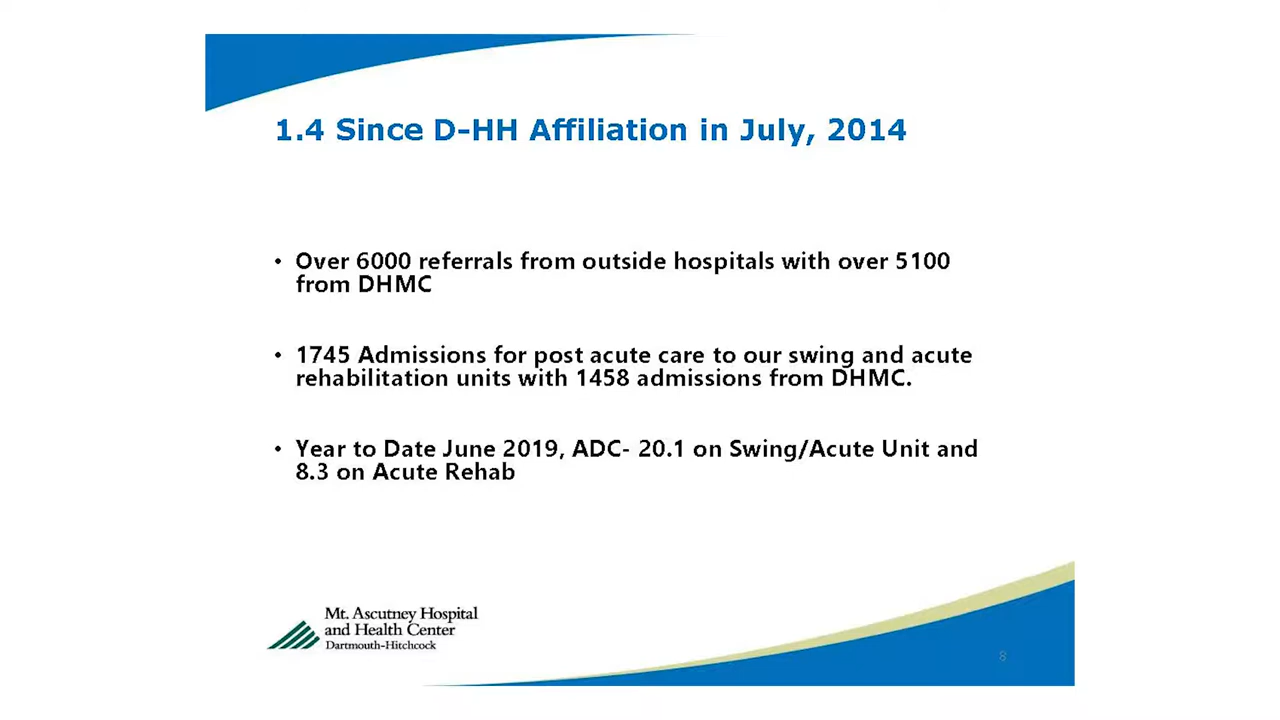 1.4 Since D-HH Affiliation in July, 2014
• Over 6000 referrals from outside hospitals with over 5100
from DHMC
• 1745 Admissions for post acute care to our swing and acute
rehabilitation units with 1458 admissions from DHMC.
• Year to Date June 2019, ADC- 20.1 on Swing/Acute Unit and
8.3 on Acute Rehab
Mt. Ascutney Hospital
and Health Center
Dartmouth-Hitchcock
8